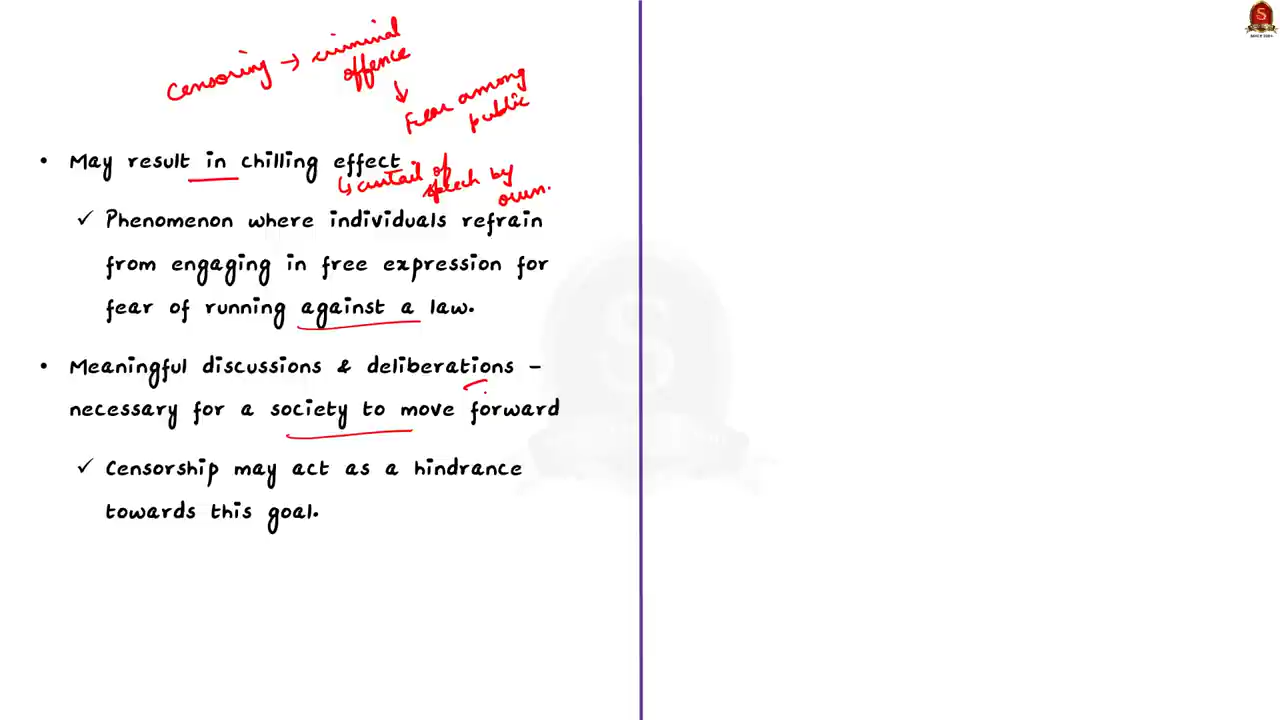 censoring → criminal
offence
↓
Fear among
public
• May result in chilling effect
↳ curtail of
speech by
own.
✓ Phenomenon where individuals refrain
from engaging in free expression for
fear of running against a law.
• Meaningful discussions & deliberations –
necessary for a society to move forward
✓ Censorship may act as a hindrance
towards this goal.
S